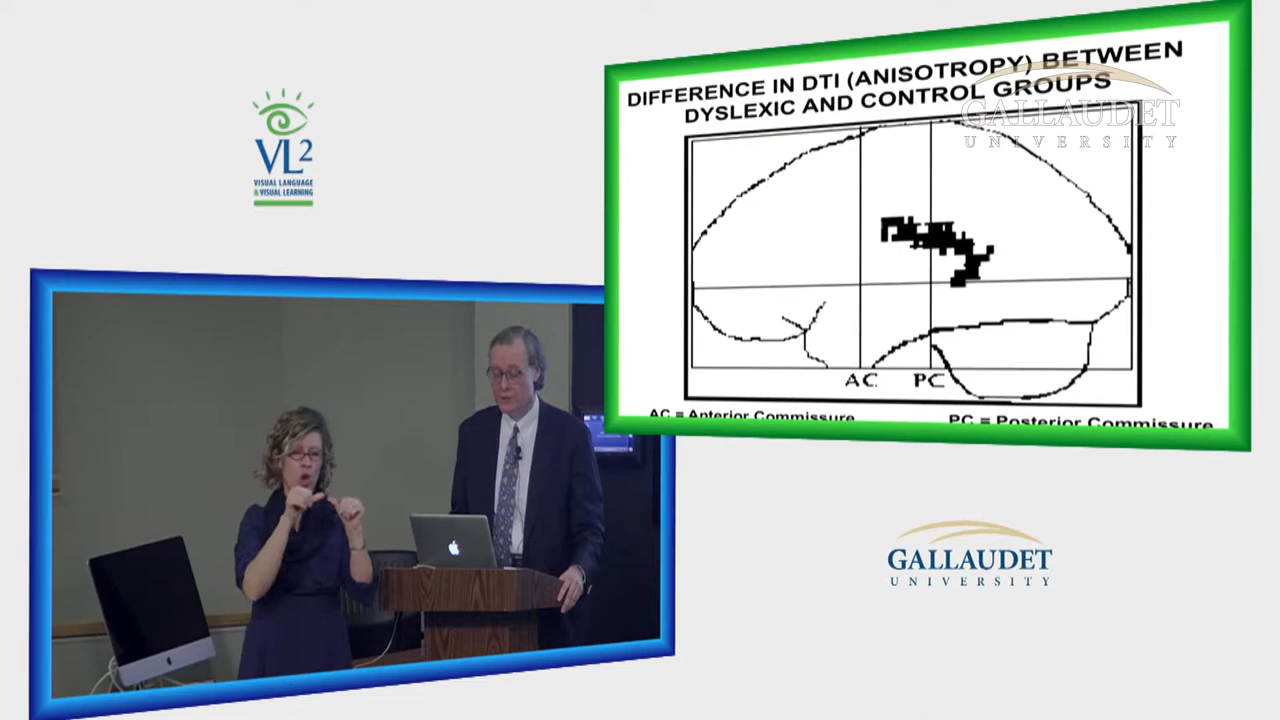 VL2
VISUAL LANGUAGE
& VISUAL LEARNING
DIFFERENCE IN DTI (ANISOTROPY) BETWEEN
DYSLEXIC AND CONTROL GROUPS
GALLAUDET
UNIVERSITY
AC PC
AC = Anterior Commissure PC = Posterior Commissure
GALLAUDET
UNIVERSITY